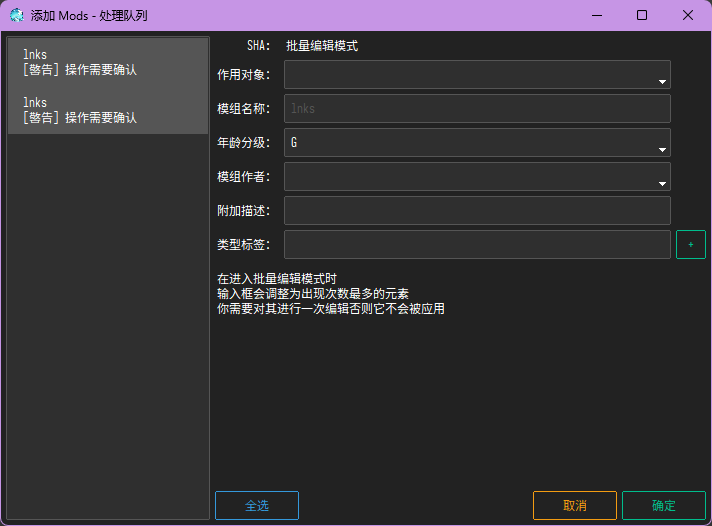 添加 Mods - 处理队列
lnks
[警告] 操作需要确认
lnks
[警告] 操作需要确认
SHA： 批量编辑模式
作用对象：
模组名称： lnks
年龄分级： G
模组作者：
附加描述：
类型标签： +
在进入批量编辑模式时
输入框会调整为出现次数最多的元素
你需要对其进行一次编辑否则它不会被应用
全选 取消 确定